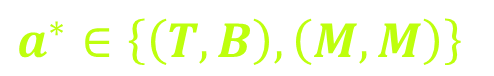 a* ∈ {(T, B), (M, M)}